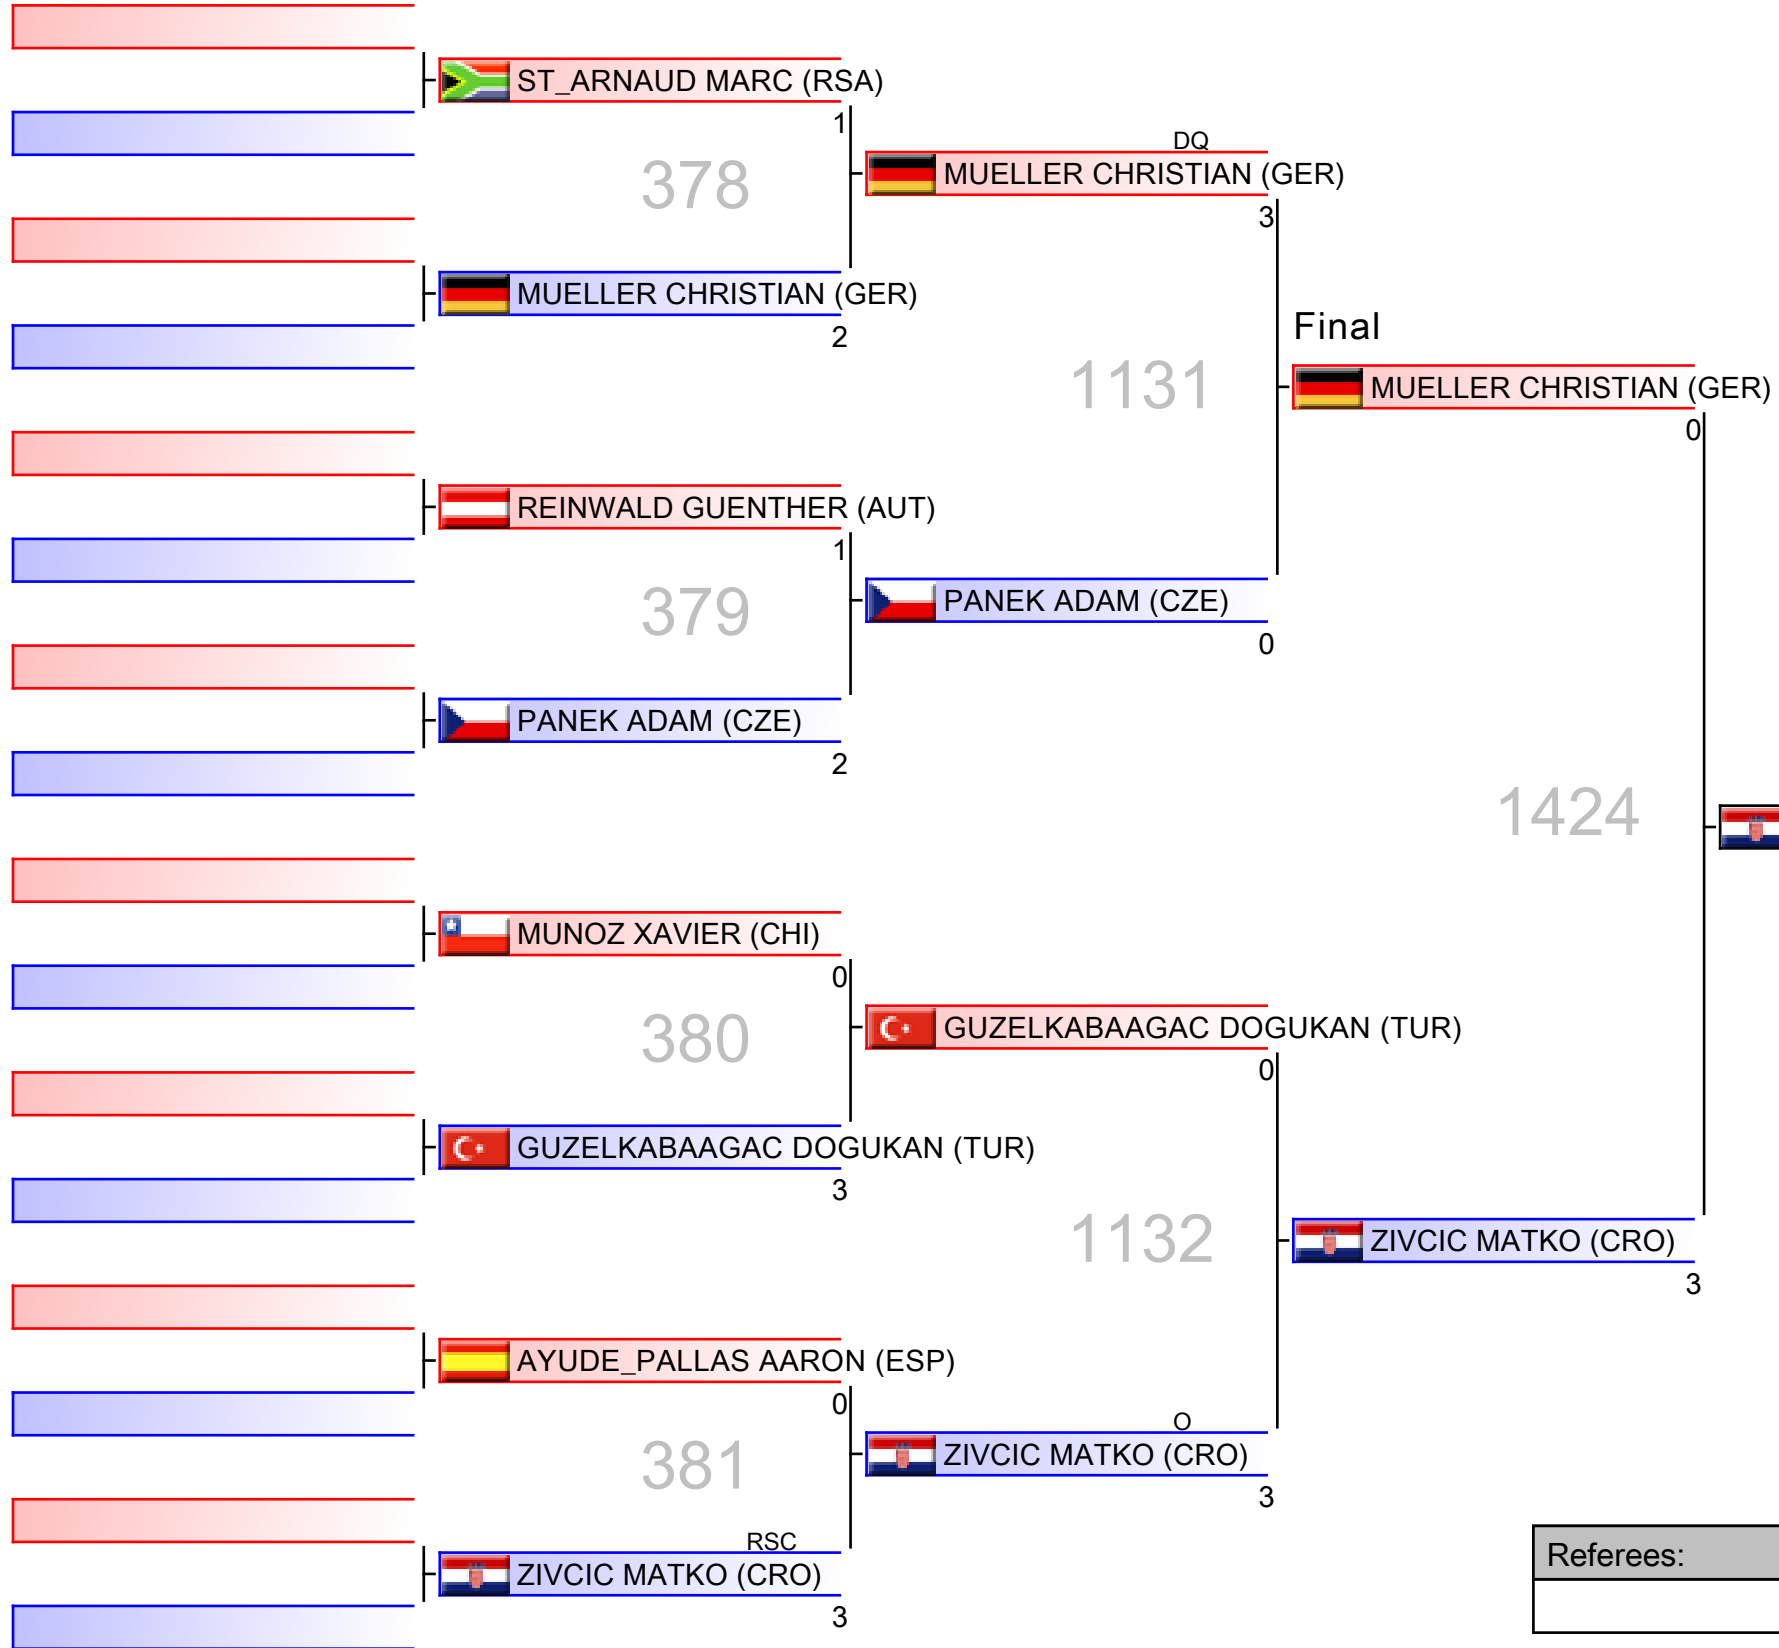 ST_ARNAUD MARC (RSA)
1
378
MUELLER CHRISTIAN (GER)
2
REINWALD GUENTHER (AUT)
1
379
PANEK ADAM (CZE)
2
MUNOZ XAVIER (CHI)
0
380
GUZELKABAAGAC DOGUKAN (TUR)
3
AYUDE_PALLAS AARON (ESP)
0
381
RSC
ZIVCIC MATKO (CRO)
3
DQ
MUELLER CHRISTIAN (GER)
3
1131
PANEK ADAM (CZE)
0
GUZELKABAAGAC DOGUKAN (TUR)
0
1132
O
ZIVCIC MATKO (CRO)
3
Final
MUELLER CHRISTIAN (GER)
0
1424
ZIVCIC MATKO (CRO)
3
Referees: